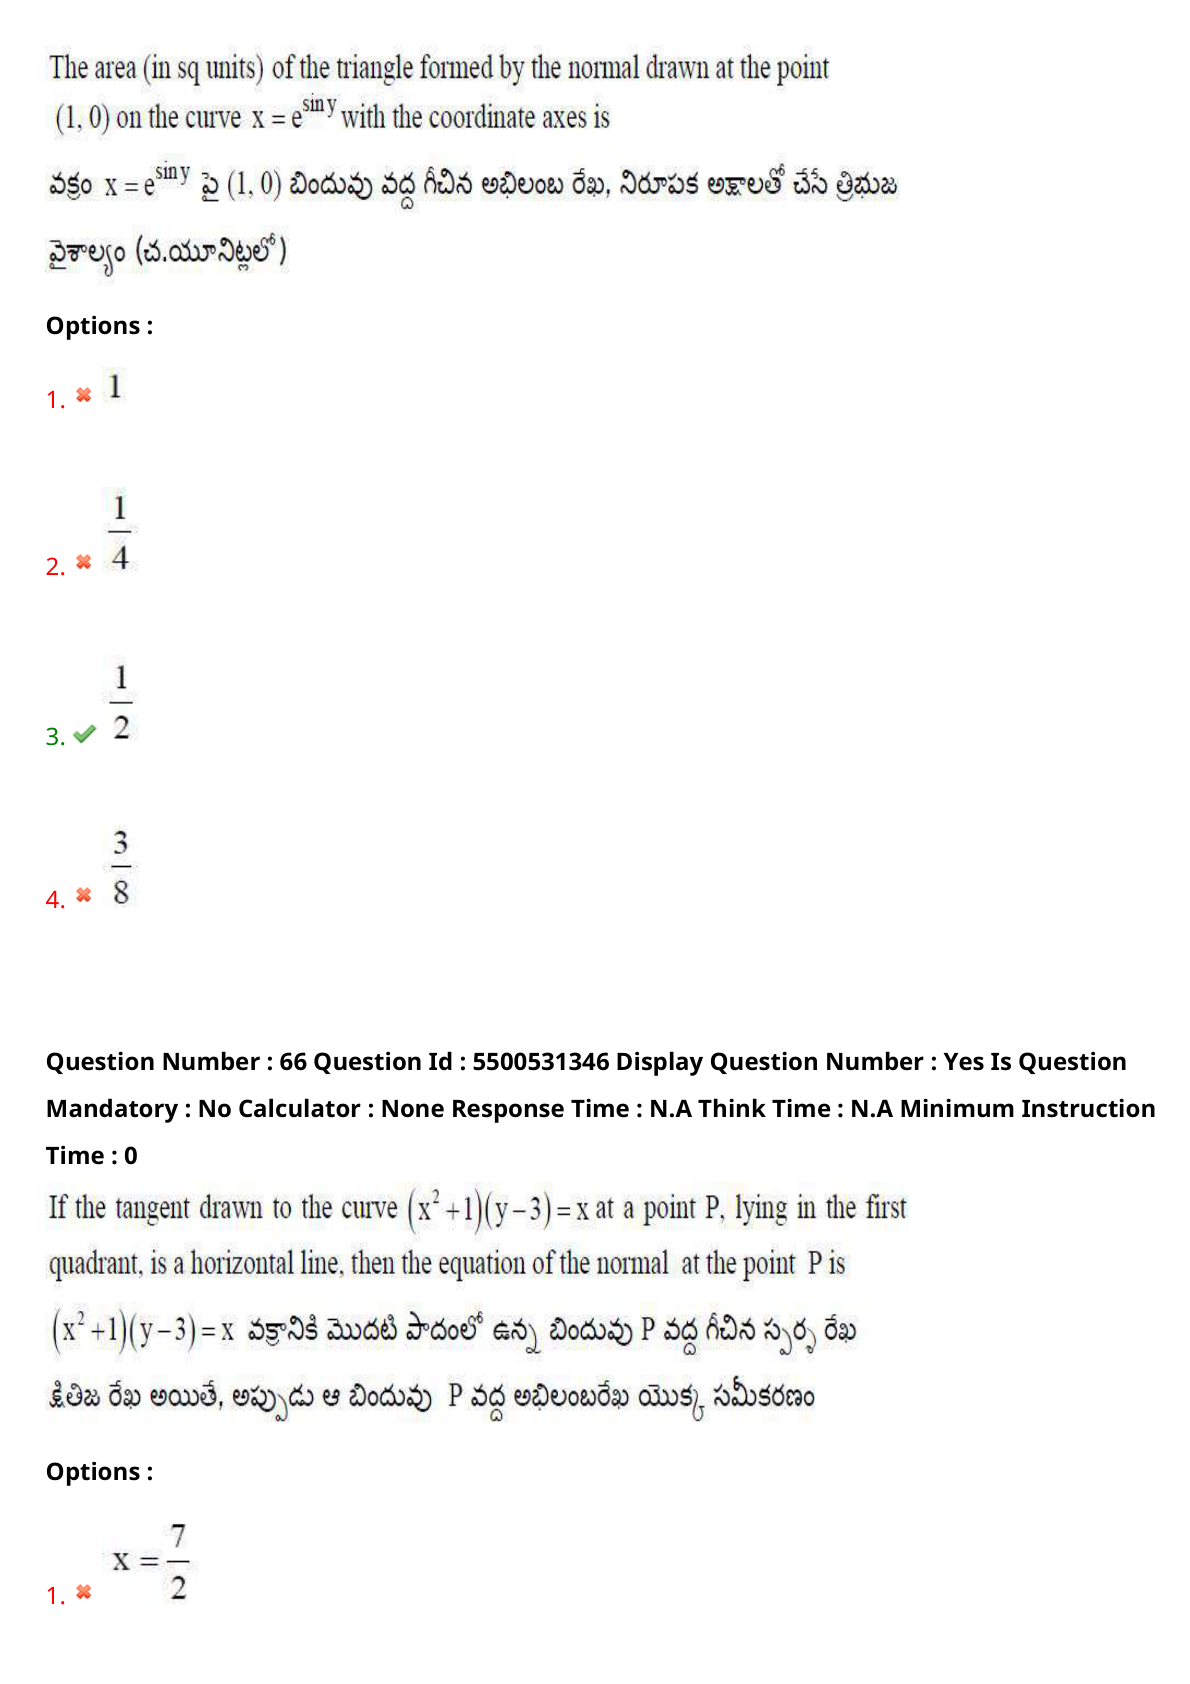 The area (in sq units) of the triangle formed by the normal drawn at the point
(1, 0) on the curve x = e^{sin y} with the coordinate axes is
వక్రం x = e^{sin y} పై (1, 0) బిందువు వద్ద గీచిన అభిలంబ రేఖ, నిరూపక అక్షాలతో చేసే త్రిభుజ
వైశాల్యం (చ.యూనిట్లలో)
Options :
1. ✖ 1
2. ✖ 1/4
3. ✔ 1/2
4. ✖ 3/8
Question Number : 66 Question Id : 5500531346 Display Question Number : Yes Is Question
Mandatory : No Calculator : None Response Time : N.A Think Time : N.A Minimum Instruction
Time : 0
If the tangent drawn to the curve (x²+1)(y−3)=x at a point P, lying in the first
quadrant, is a horizontal line, then the equation of the normal at the point P is
(x²+1)(y−3)=x వక్రానికి మొదటి పాదంలో ఉన్న బిందువు P వద్ద గీచిన స్పర్శ రేఖ
క్షితిజ రేఖ అయితే, అప్పుడు ఆ బిందువు P వద్ద అభిలంబరేఖ యొక్క సమీకరణం
Options :
1. ✖ x = 7/2